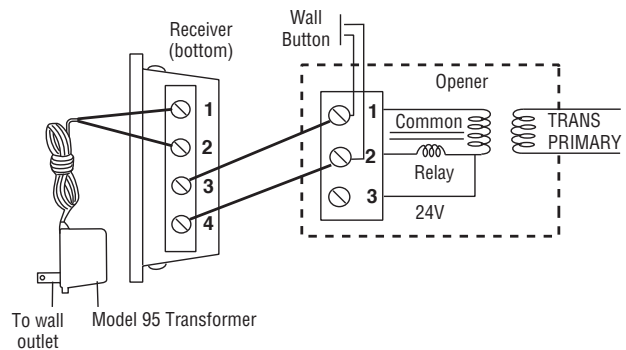 Wall
Button
Receiver
(bottom)
Opener
1
2
3
4
1
2
3
Common
Relay
24V
TRANS
PRIMARY
To wall
outlet
Model 95 Transformer